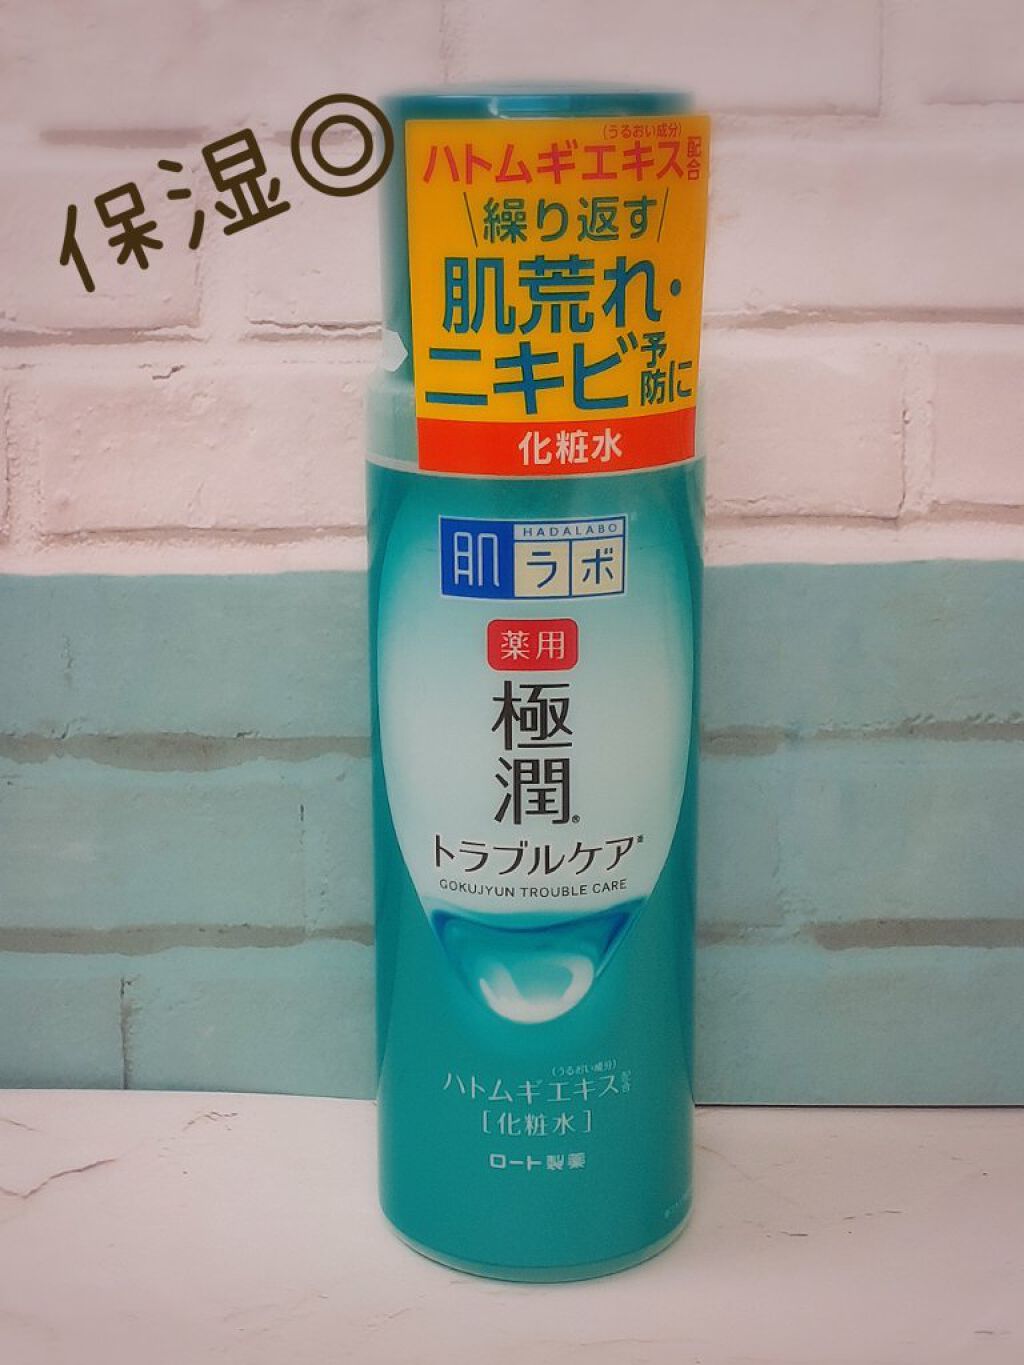 保湿◎
(うるおい成分)
ハトムギエキス配合
\繰り返す/
肌荒れ・
ニキビ予防に
化粧水
HADALABO
肌ラボ
薬用
極
潤®
トラブルケア
GOKUJYUN TROUBLE CARE
(うるおい成分)
ハトムギエキス配合
[化粧水]
ロート製薬